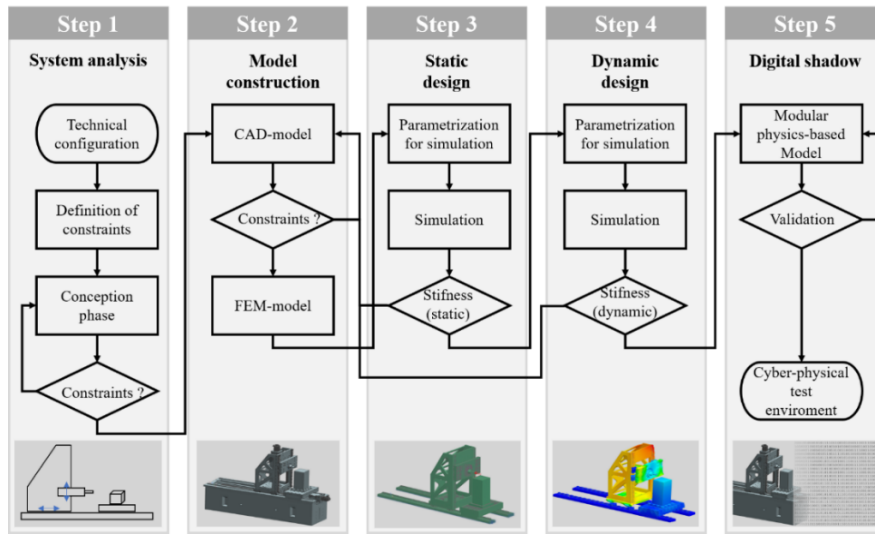 Step 1
System analysis
Technical
configuration
Definition of
constraints
Conception
phase
Constraints ?
Step 2
Model
construction
CAD-model
Constraints ?
FEM-model
Step 3
Static
design
Parametrization
for simulation
Simulation
Stifness
(static)
Step 4
Dynamic
design
Parametrization
for simulation
Simulation
Stifness
(dynamic)
Step 5
Digital shadow
Modular
physics-based
Model
Validation
Cyber-physical
test
enviroment